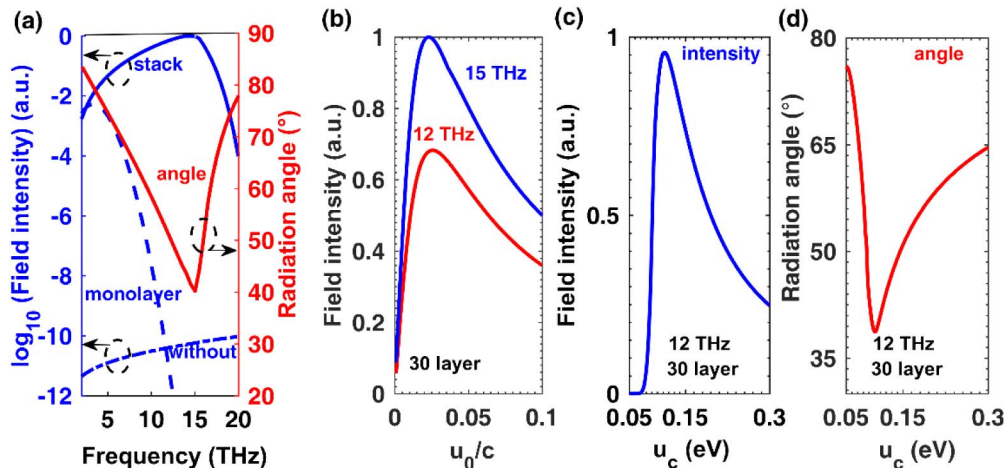 (a)
log10 (Field intensity) (a.u.)
0
-2
-4
-6
-8
-10
-12
stack
angle
monolayer
without
5 10 15 20
Frequency (THz)
90
80
70
60
50
40
30
20
Radiation angle (°)
(b)
Field intensity (a.u.)
1
0.8
0.6
0.4
0.2
0
15 THz
12 THz
30 layer
0 0.1
u0/c
(c)
Field intensity (a.u.)
1
0.5
0
intensity
12 THz
30 layer
0.05 0.15 0.3
uc (eV)
(d)
Radiation angle (°)
80
65
50
35
angle
12 THz
30 layer
0.05 0.15 0.3
uc (eV)